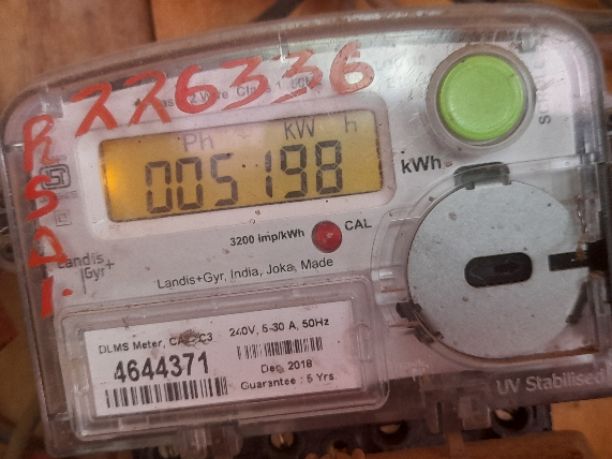 226336
RSAI.
Ph kW h
005198
kWh
3200 imp/kWh
CAL
Landis
Gyr+
Landis+Gyr, India, Joka, Made
DLMS Meter, 240V, 5-30 A, 50Hz
4644371
Dec 2018
Guarantee : 5 Yrs.
UV Stabilised